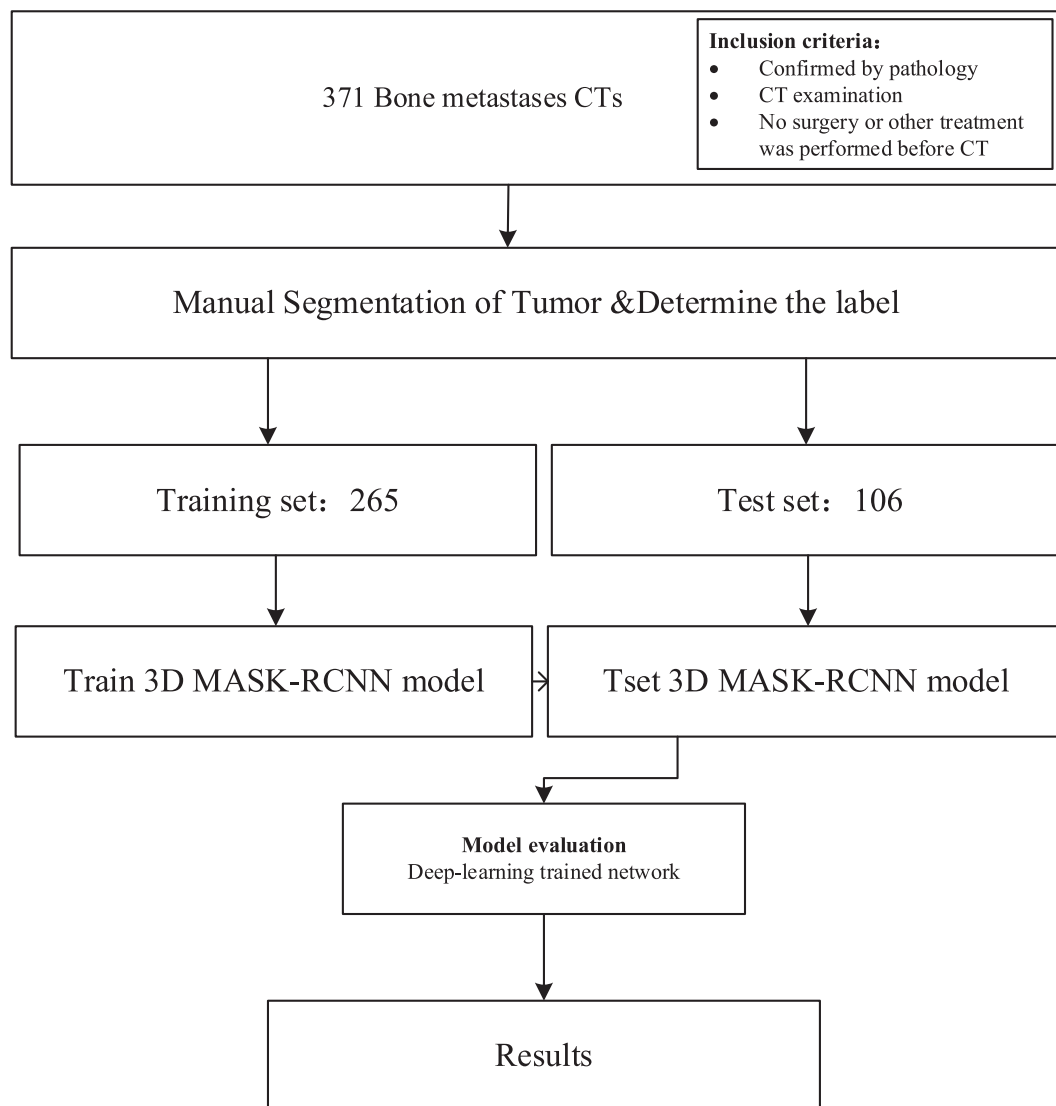 371 Bone metastases CTs
Inclusion criteria：
• Confirmed by pathology
• CT examination
• No surgery or other treatment
was performed before CT
Manual Segmentation of Tumor &Determine the label
Training set：265
Test set：106
Train 3D MASK-RCNN model
Tset 3D MASK-RCNN model
Model evaluation
Deep-learning trained network
Results